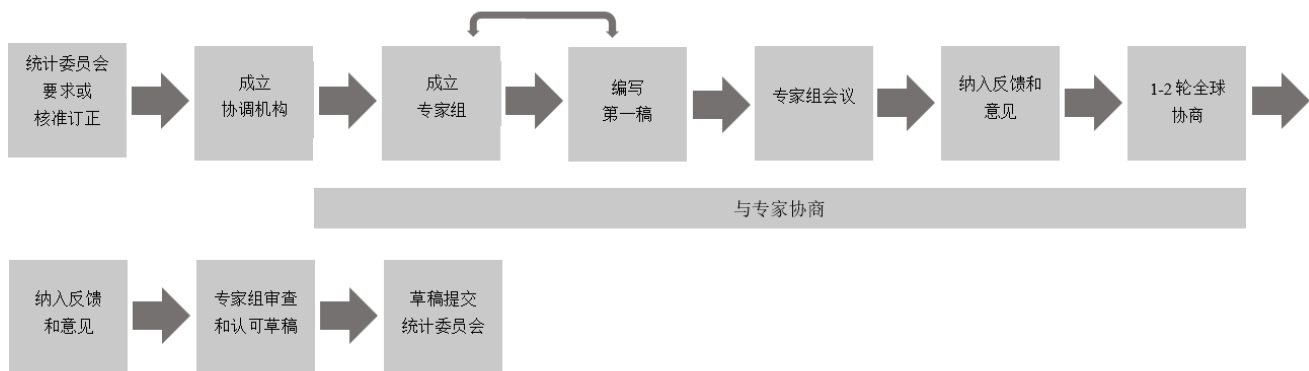 统计委员会
要求或
核准订正
成立
协调机构
成立
专家组
编写
第一稿
专家组会议
纳入反馈和
意见
1-2 轮全球
协商
与专家协商
纳入反馈
和意见
专家组审查
和认可草稿
草稿提交
统计委员会